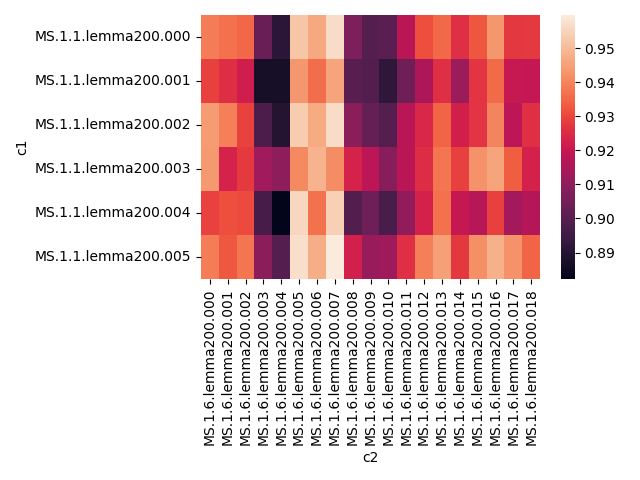 c1
MS.1.1.lemma200.000
MS.1.1.lemma200.001
MS.1.1.lemma200.002
MS.1.1.lemma200.003
MS.1.1.lemma200.004
MS.1.1.lemma200.005
MS.1.6.lemma200.000
MS.1.6.lemma200.001
MS.1.6.lemma200.002
MS.1.6.lemma200.003
MS.1.6.lemma200.004
MS.1.6.lemma200.005
MS.1.6.lemma200.006
MS.1.6.lemma200.007
MS.1.6.lemma200.008
MS.1.6.lemma200.009
MS.1.6.lemma200.010
MS.1.6.lemma200.011
MS.1.6.lemma200.012
MS.1.6.lemma200.013
MS.1.6.lemma200.014
MS.1.6.lemma200.015
MS.1.6.lemma200.016
MS.1.6.lemma200.017
MS.1.6.lemma200.018
c2
0.95
0.94
0.93
0.92
0.91
0.90
0.89